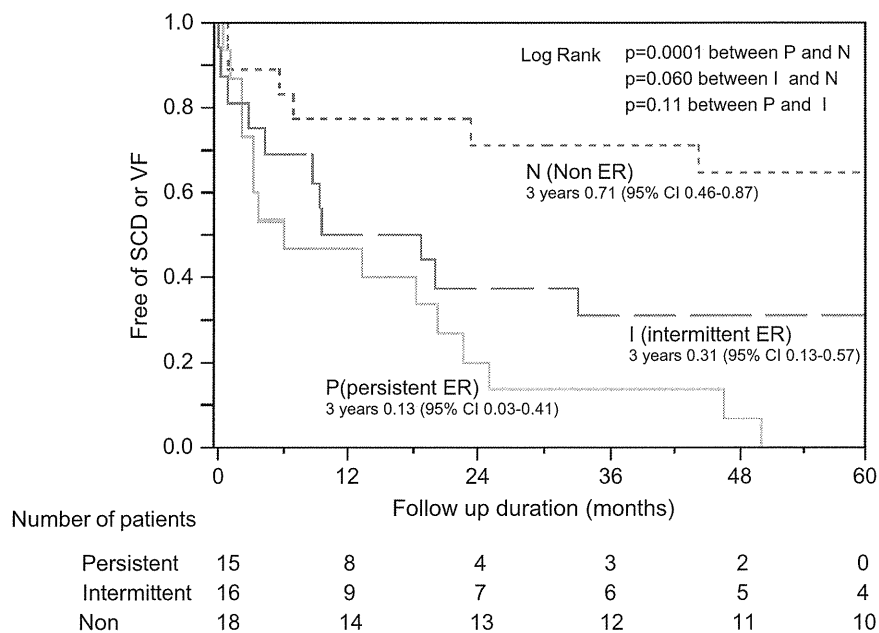 1.0
0.8
0.6
0.4
0.2
0.0
Free of SCD or VF
Log Rank p=0.0001 between P and N
p=0.060 between I and N
p=0.11 between P and I
N (Non ER)
3 years 0.71 (95% CI 0.46-0.87)
I (intermittent ER)
3 years 0.31 (95% CI 0.13-0.57)
P(persistent ER)
3 years 0.13 (95% CI 0.03-0.41)
0 12 24 36 48 60
Follow up duration (months)
Number of patients
Persistent 15 8 4 3 2 0
Intermittent 16 9 7 6 5 4
Non 18 14 13 12 11 10